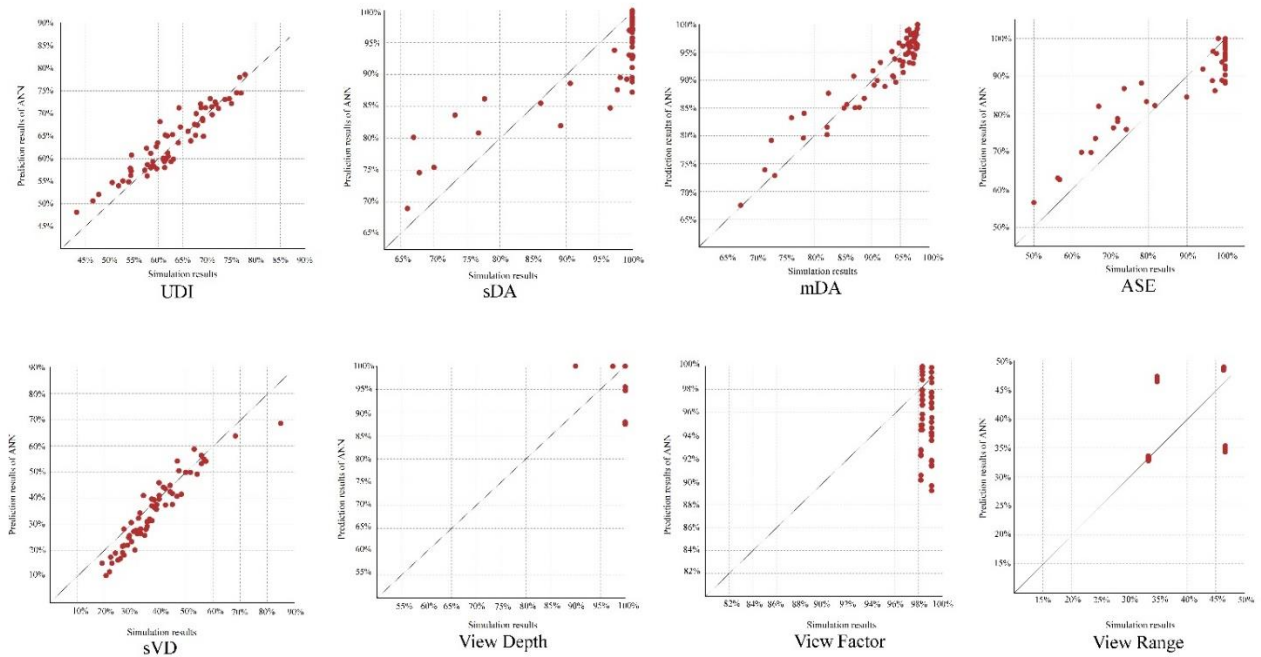 90%
85%
80%
75%
70%
65%
60%
55%
50%
45%
Prediction results of ANN
45% 50% 55% 60% 65% 70% 75% 80% 85% 90%
Simulation results
UDI
100%
95%
90%
89%
80%
75%
70%
65%
Prediction results of ANN
65% 70% 75% 80% 85% 90% 95% 100%
Simulation results
sDA
100%
95%
90%
85%
80%
75%
70%
65%
Prediction results of ANN
65% 70% 75% 80% 85% 90% 95% 100%
Simulation results
mDA
100%
90%
80%
70%
60%
50%
Prediction results of ANN
50% 60% 70% 80% 90% 100%
Simulation results
ASE
90%
80%
70%
60%
50%
40%
30%
20%
10%
Prediction results of ANN
10% 20% 30% 40% 50% 60% 70% 80% 90%
Simulation results
sVD
100%
95%
90%
85%
80%
75%
70%
65%
60%
55%
Prediction results of ANN
55% 60% 65% 70% 75% 80% 85% 90% 95% 100%
Simulation results
View Depth
100%
98%
96%
94%
92%
90%
88%
86%
84%
82%
Prediction results of ANN
82% 84% 86% 88% 90% 91% 94% 96% 98% 100%
Simulation results
View Factor
50%
45%
40%
35%
30%
25%
20%
15%
Prediction results of ANN
15% 20% 25% 30% 35% 40% 45% 50%
Simulation results
View Range